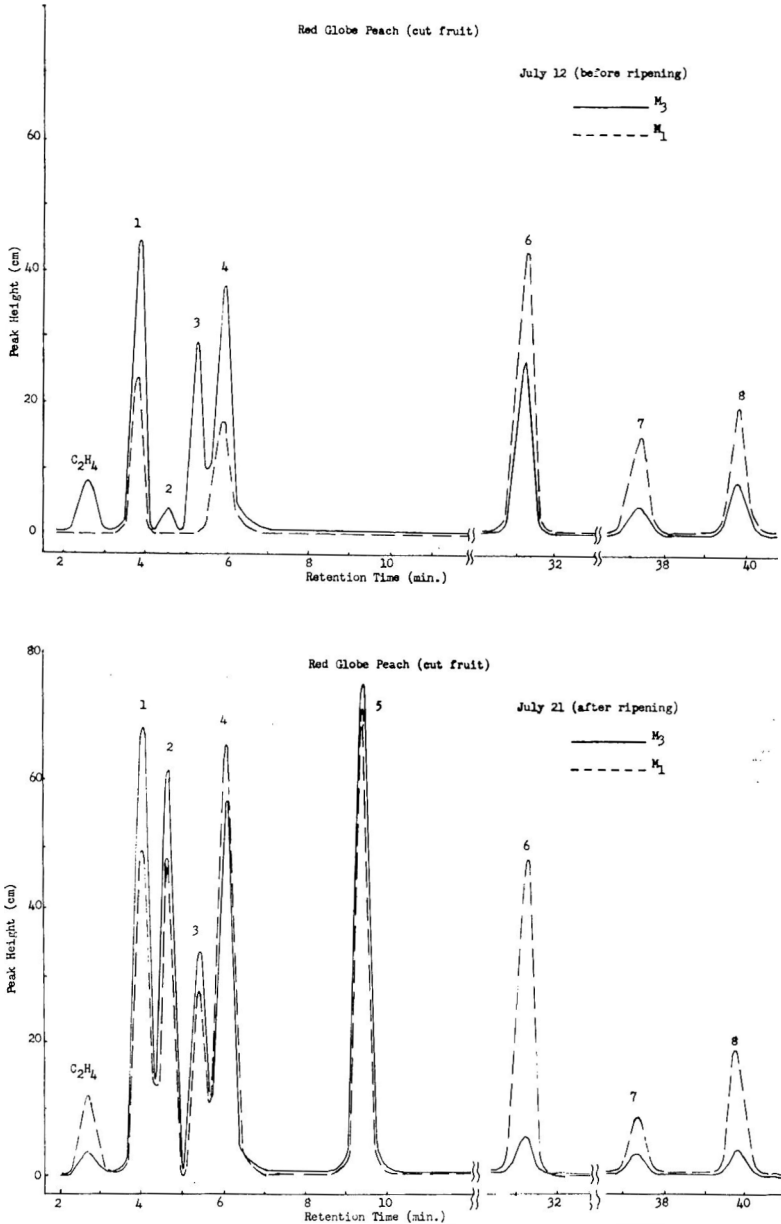 Red Globe Peach (cut fruit)
July 12 (before ripening)
M3
M1
60
40
20
0
Peak Height (cm)
C2H4
1
2
3
4
6
7
8
2 4 6 8 10 32 38 40
Retention Time (min.)
80
Red Globe Peach (cut fruit)
July 21 (after ripening)
M3
M1
60
40
20
0
Peak Height (cm)
C2H4
1
2
3
4
5
6
7
8
2 4 6 8 10 32 38 40
Retention Time (min.)